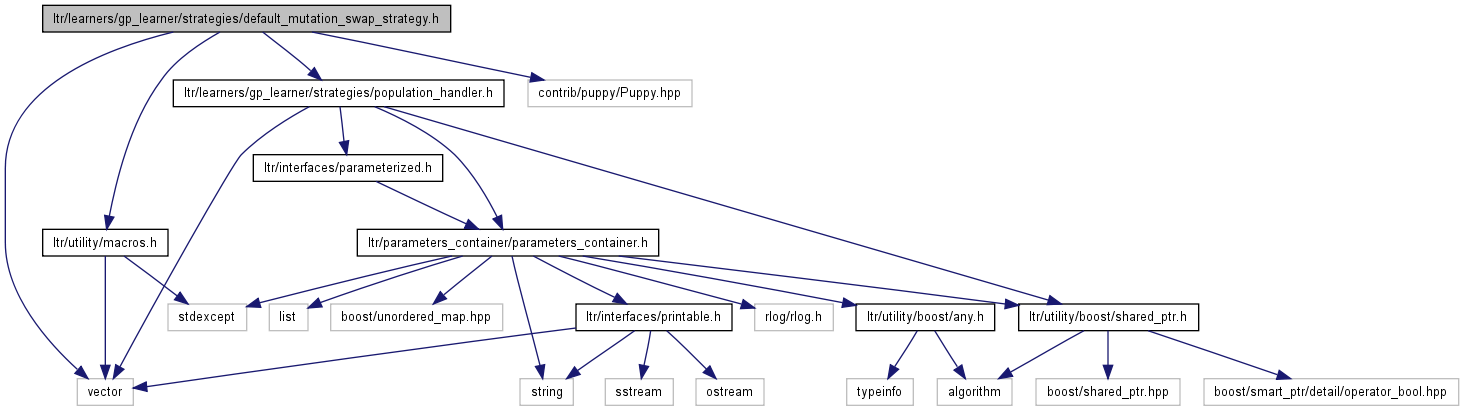 ltr/learners/gp_learner/strategies/default_mutation_swap_strategy.h
ltr/learners/gp_learner/strategies/population_handler.h
contrib/puppy/Puppy.hpp
ltr/interfaces/parameterized.h
ltr/utility/macros.h
ltr/parameters_container/parameters_container.h
stdexcept
list
boost/unordered_map.hpp
ltr/interfaces/printable.h
rlog/rlog.h
ltr/utility/boost/any.h
ltr/utility/boost/shared_ptr.h
vector
string
sstream
ostream
typeinfo
algorithm
boost/shared_ptr.hpp
boost/smart_ptr/detail/operator_bool.hpp